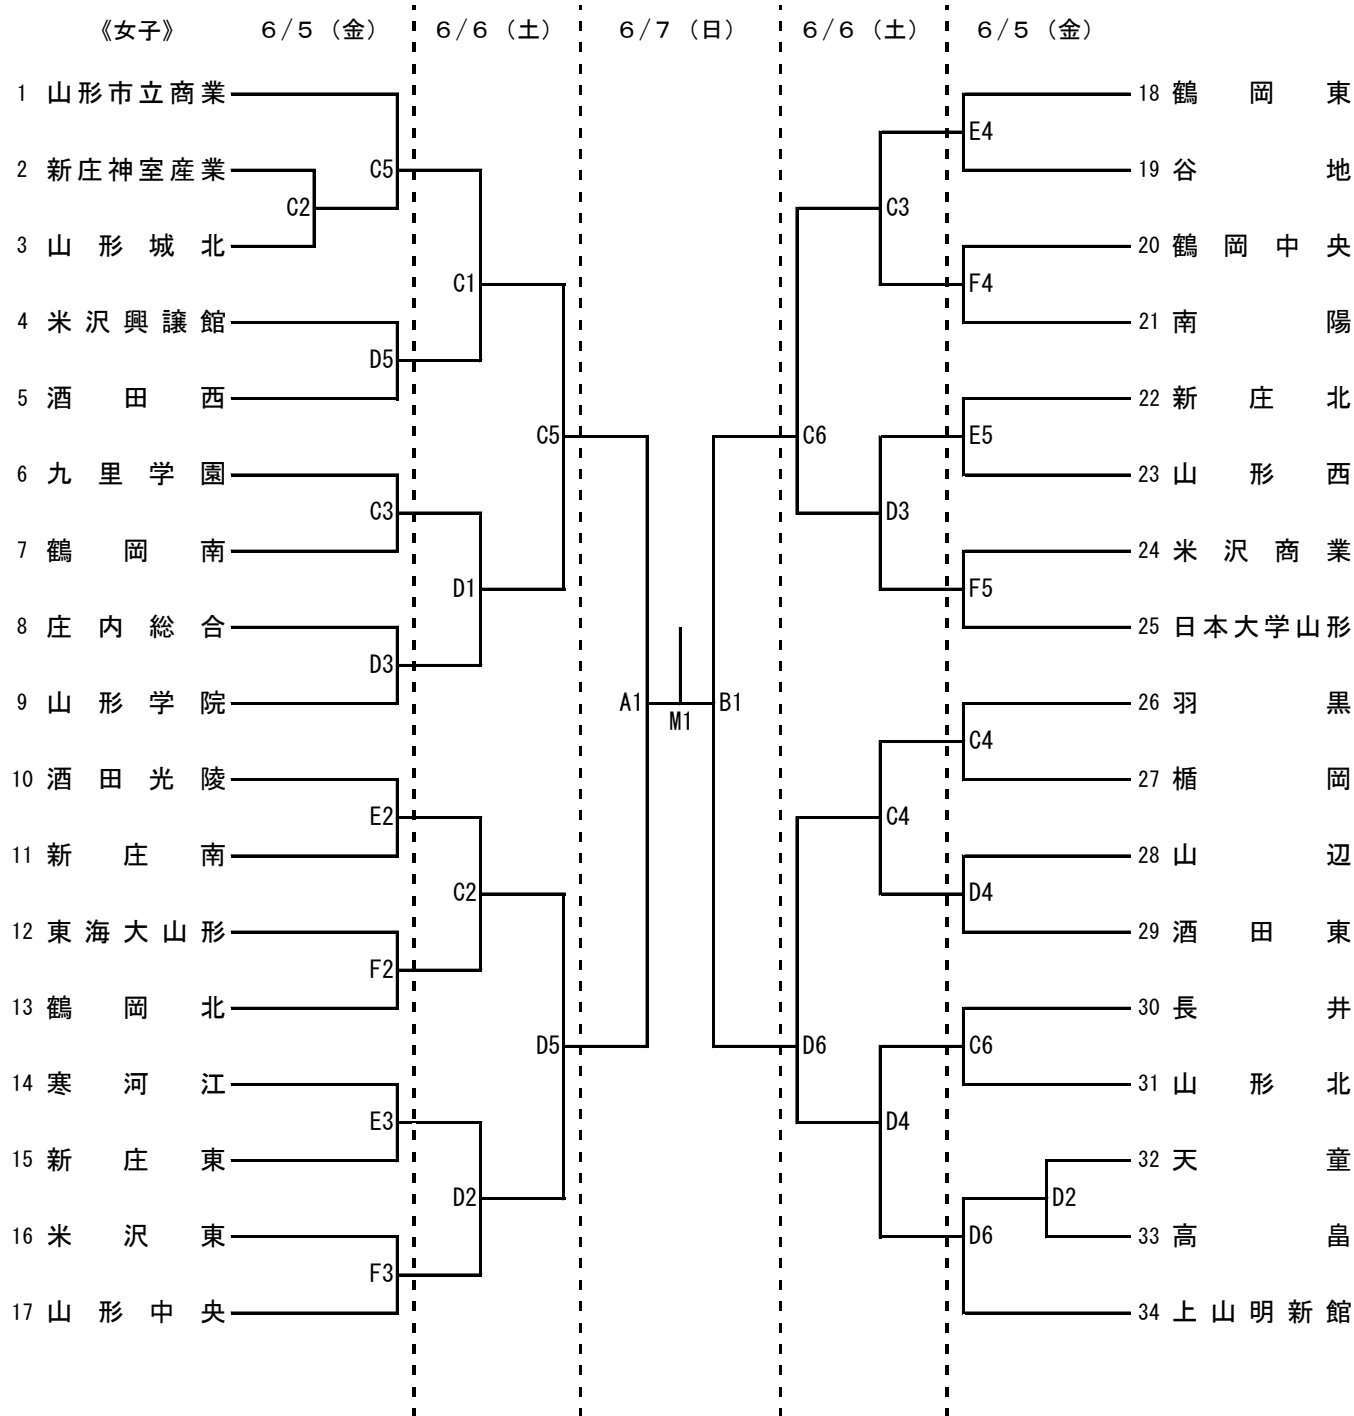 《女子》 6/5（金） 6/6（土） 6/7（日） 6/6（土） 6/5（金）
1 山形市立商業 18 鶴岡東
E4
2 新庄神室産業 C5 19 谷地
C2 C3
3 山形城北 20 鶴岡中央
C1 F4
4 米沢興譲館 21 南陽
D5
5 酒田西 22 新庄北
C5 C6 E5
6 九里学園 23 山形西
C3 D3
7 鶴岡南 24 米沢商業
D1 F5
8 庄内総合 25 日本大学山形
D3
9 山形学院 A1 B1 26 羽黒
M1 C4
10 酒田光陵 27 楯岡
E2 C4
11 新庄南 28 山辺
C2 D4
12 東海大山形 29 酒田東
F2
13 鶴岡北 30 長井
D5 D6 C6
14 寒河江 31 山形北
E3 D4
15 新庄東 32 天童
D2 D2
16 米沢東 D6 33 高畠
F3
17 山形中央 34 上山明新館